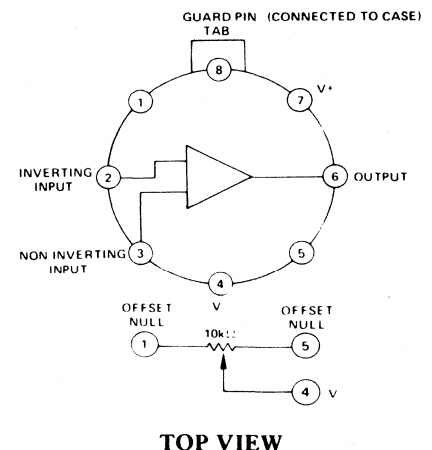 GUARD PIN (CONNECTED TO CASE)
TAB
8
1
7
V+
INVERTING
INPUT
2
6
OUTPUT
NON INVERTING
INPUT
3
5
4
V
OFFSET
NULL
OFFSET
NULL
10kΩ
1
5
4
V
TOP VIEW